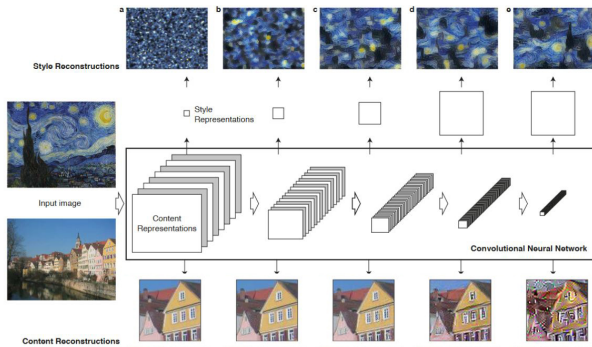 a b c d e
Style Reconstructions
Style
Representations
Input image
Content
Representations
Convolutional Neural Network
Content Reconstructions